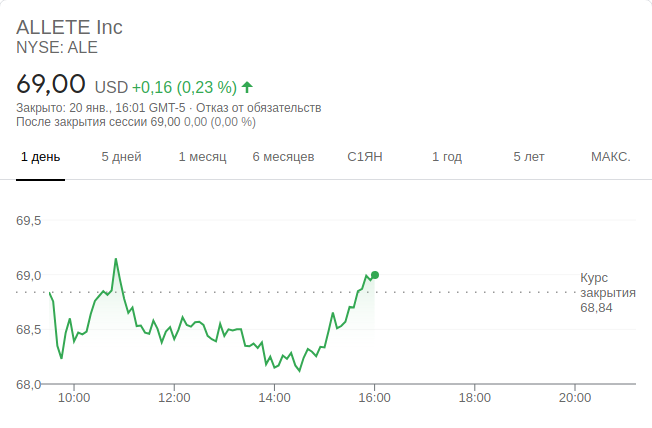 ALLETE Inc
NYSE: ALE
69,00 USD +0,16 (0,23 %)
Закрыто: 20 янв., 16:01 GMT-5 · Отказ от обязательств
После закрытия сессии 69,00 0,00 (0,00 %)
1 день 5 дней 1 месяц 6 месяцев С1ЯН 1 год 5 лет МАКС.
69,5
69,0
Курс
закрытия
68,84
68,5
68,0
10:00 12:00 14:00 16:00 18:00 20:00